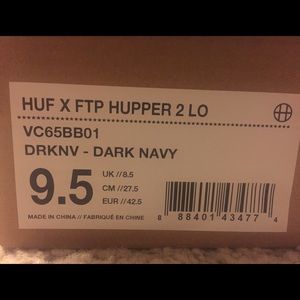 HUF X FTP HUPPER 2 LO
VC65BB01
DRKNV - DARK NAVY
9.5
UK // 8.5
CM // 27.5
EUR // 42.5
MADE IN CHINA // FABRIQUÉ EN CHINE
8 88401 43477 4